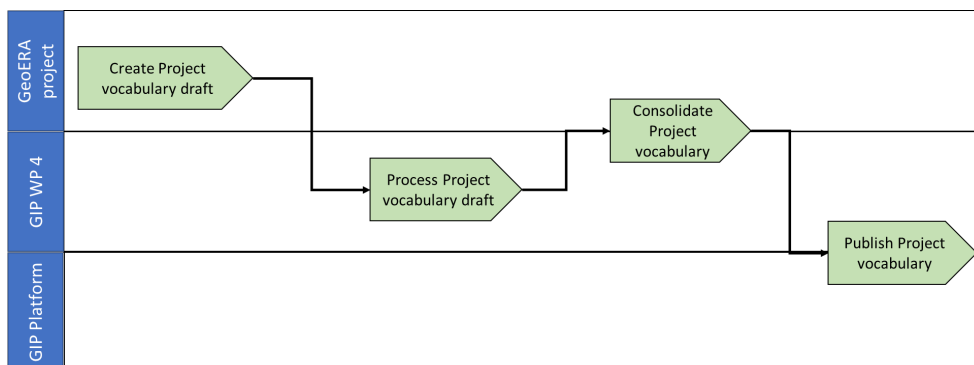 GeoERA
project
Create Project
vocabulary draft
Consolidate
Project
vocabulary
GIP WP 4
Process Project
vocabulary draft
Publish Project
vocabulary
GIP Platform